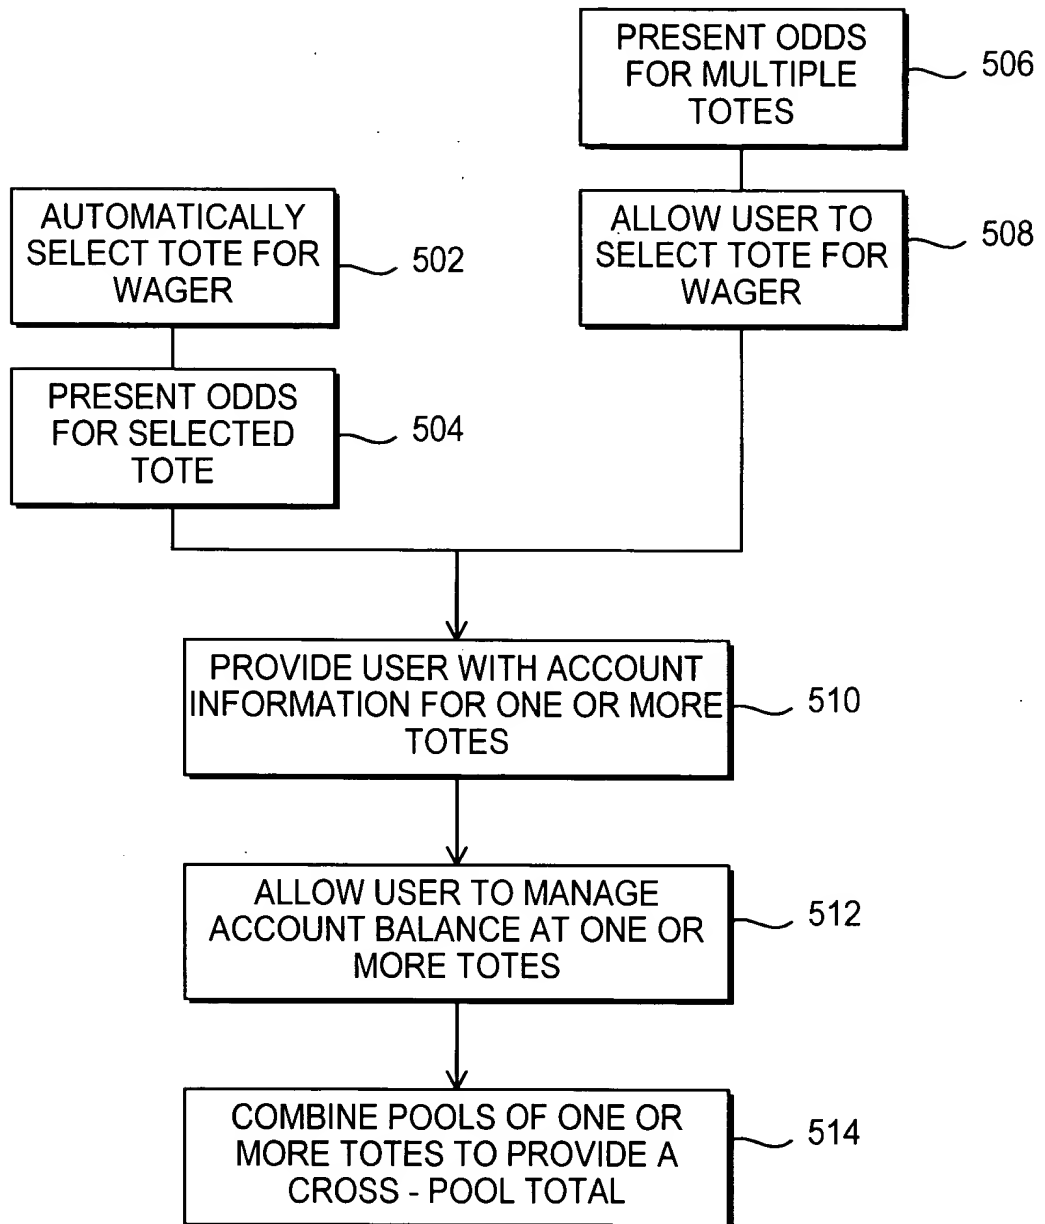 PRESENT ODDS
FOR MULTIPLE
TOTES
506
AUTOMATICALLY
SELECT TOTE FOR
WAGER
502
ALLOW USER TO
SELECT TOTE FOR
WAGER
508
PRESENT ODDS
FOR SELECTED
TOTE
504
PROVIDE USER WITH ACCOUNT
INFORMATION FOR ONE OR MORE
TOTES
510
ALLOW USER TO MANAGE
ACCOUNT BALANCE AT ONE OR
MORE TOTES
512
COMBINE POOLS OF ONE OR
MORE TOTES TO PROVIDE A
CROSS - POOL TOTAL
514